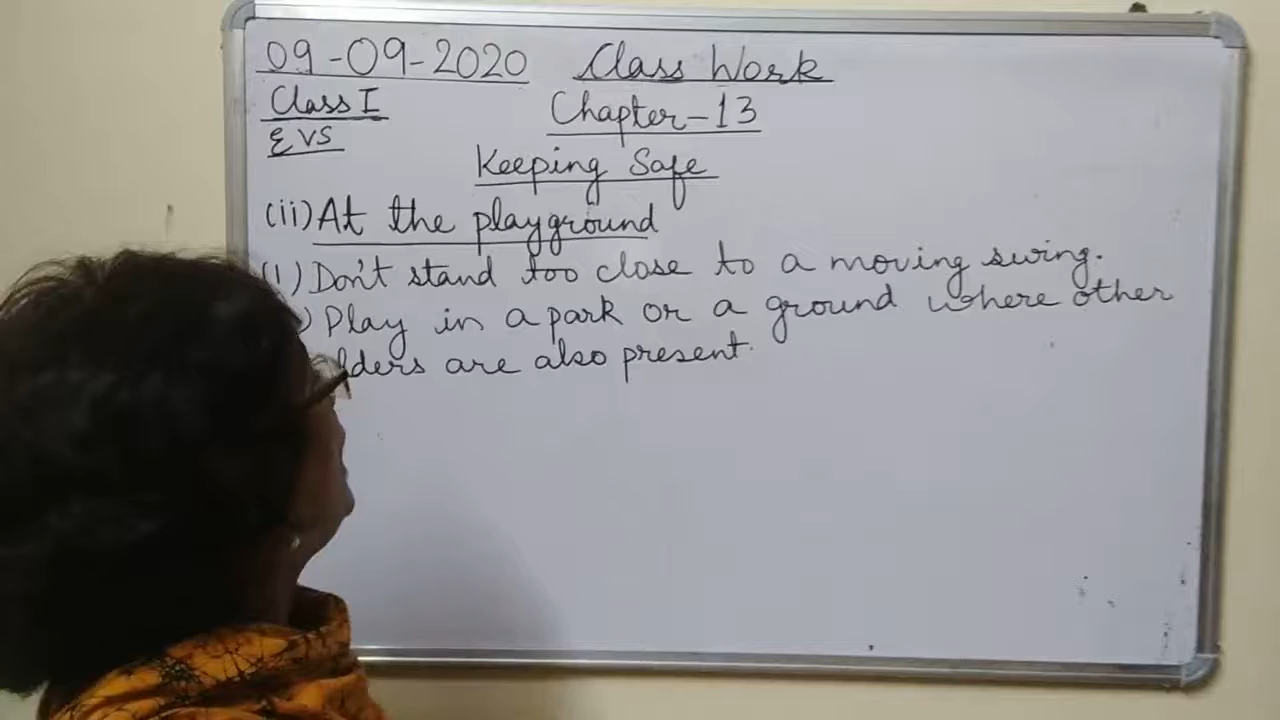 09-09-2020 Class Work
Class I Chapter-13
EVS
Keeping Safe
(iii) At the playground
1) Don't stand too close to a moving swing.
) Play in a park or a ground where other
are also present.